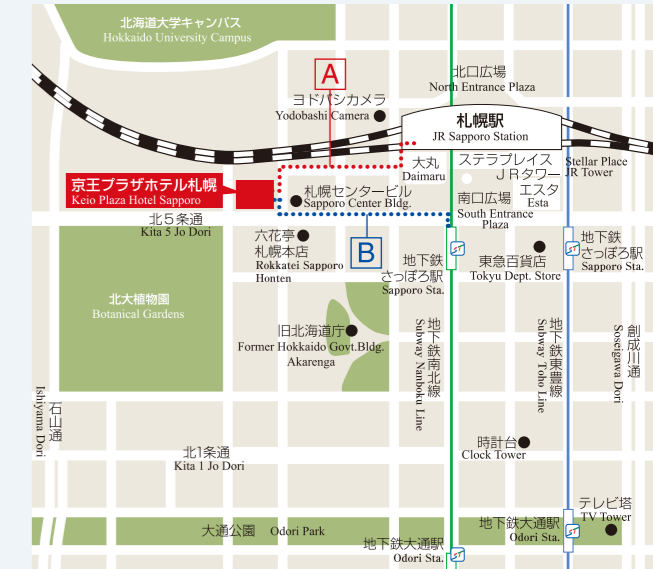 北海道大学キャンパス
Hokkaido University Campus
A
北口広場
North Entrance Plaza
ヨドバシカメラ
Yodobashi Camera
札幌駅
JR Sapporo Station
大丸
Daimaru
ステラプレイス
JRタワー
Stellar Place
JR Tower
エスタ
Esta
京王プラザホテル札幌
Keio Plaza Hotel Sapporo
札幌センタービル
Sapporo Center Bldg.
南口広場
South Entrance
Plaza
北5条通
Kita 5 Jo Dori
B
六花亭
札幌本店
Rokkatei Sapporo
Honten
地下鉄
さっぽろ駅
Sapporo Sta.
ST
東急百貨店
Tokyu Dept. Store
ST
地下鉄
さっぽろ駅
Sapporo Sta.
北大植物園
Botanical Gardens
旧北海道庁
Former Hokkaido Govt.Bldg.
Akarenga
地下鉄南北線
Subway Nanboku Line
地下鉄東豊線
Subway Toho Line
創成川通
Soseigawa Dori
石山通
Ishiyama Dori
北1条通
Kita 1 Jo Dori
時計台
Clock Tower
テレビ塔
TV Tower
大通公園 Odori Park
地下鉄大通駅
Odori Sta.
ST
地下鉄大通駅
Odori Sta.
ST